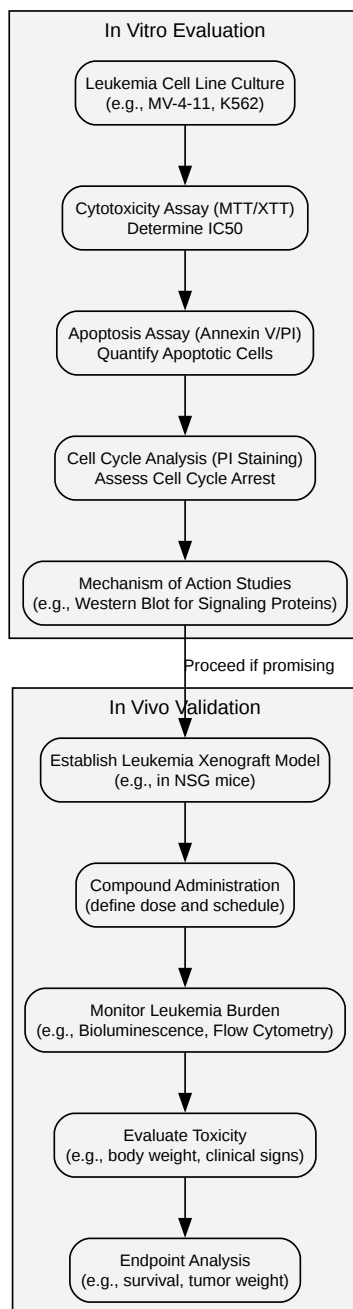 In Vitro Evaluation
Leukemia Cell Line Culture
(e.g., MV-4-11, K562)
Cytotoxicity Assay (MTT/XTT)
Determine IC50
Apoptosis Assay (Annexin V/PI)
Quantify Apoptotic Cells
Cell Cycle Analysis (PI Staining)
Assess Cell Cycle Arrest
Mechanism of Action Studies
(e.g., Western Blot for Signaling Proteins)
Proceed if promising
In Vivo Validation
Establish Leukemia Xenograft Model
(e.g., in NSG mice)
Compound Administration
(define dose and schedule)
Monitor Leukemia Burden
(e.g., Bioluminescence, Flow Cytometry)
Evaluate Toxicity
(e.g., body weight, clinical signs)
Endpoint Analysis
(e.g., survival, tumor weight)